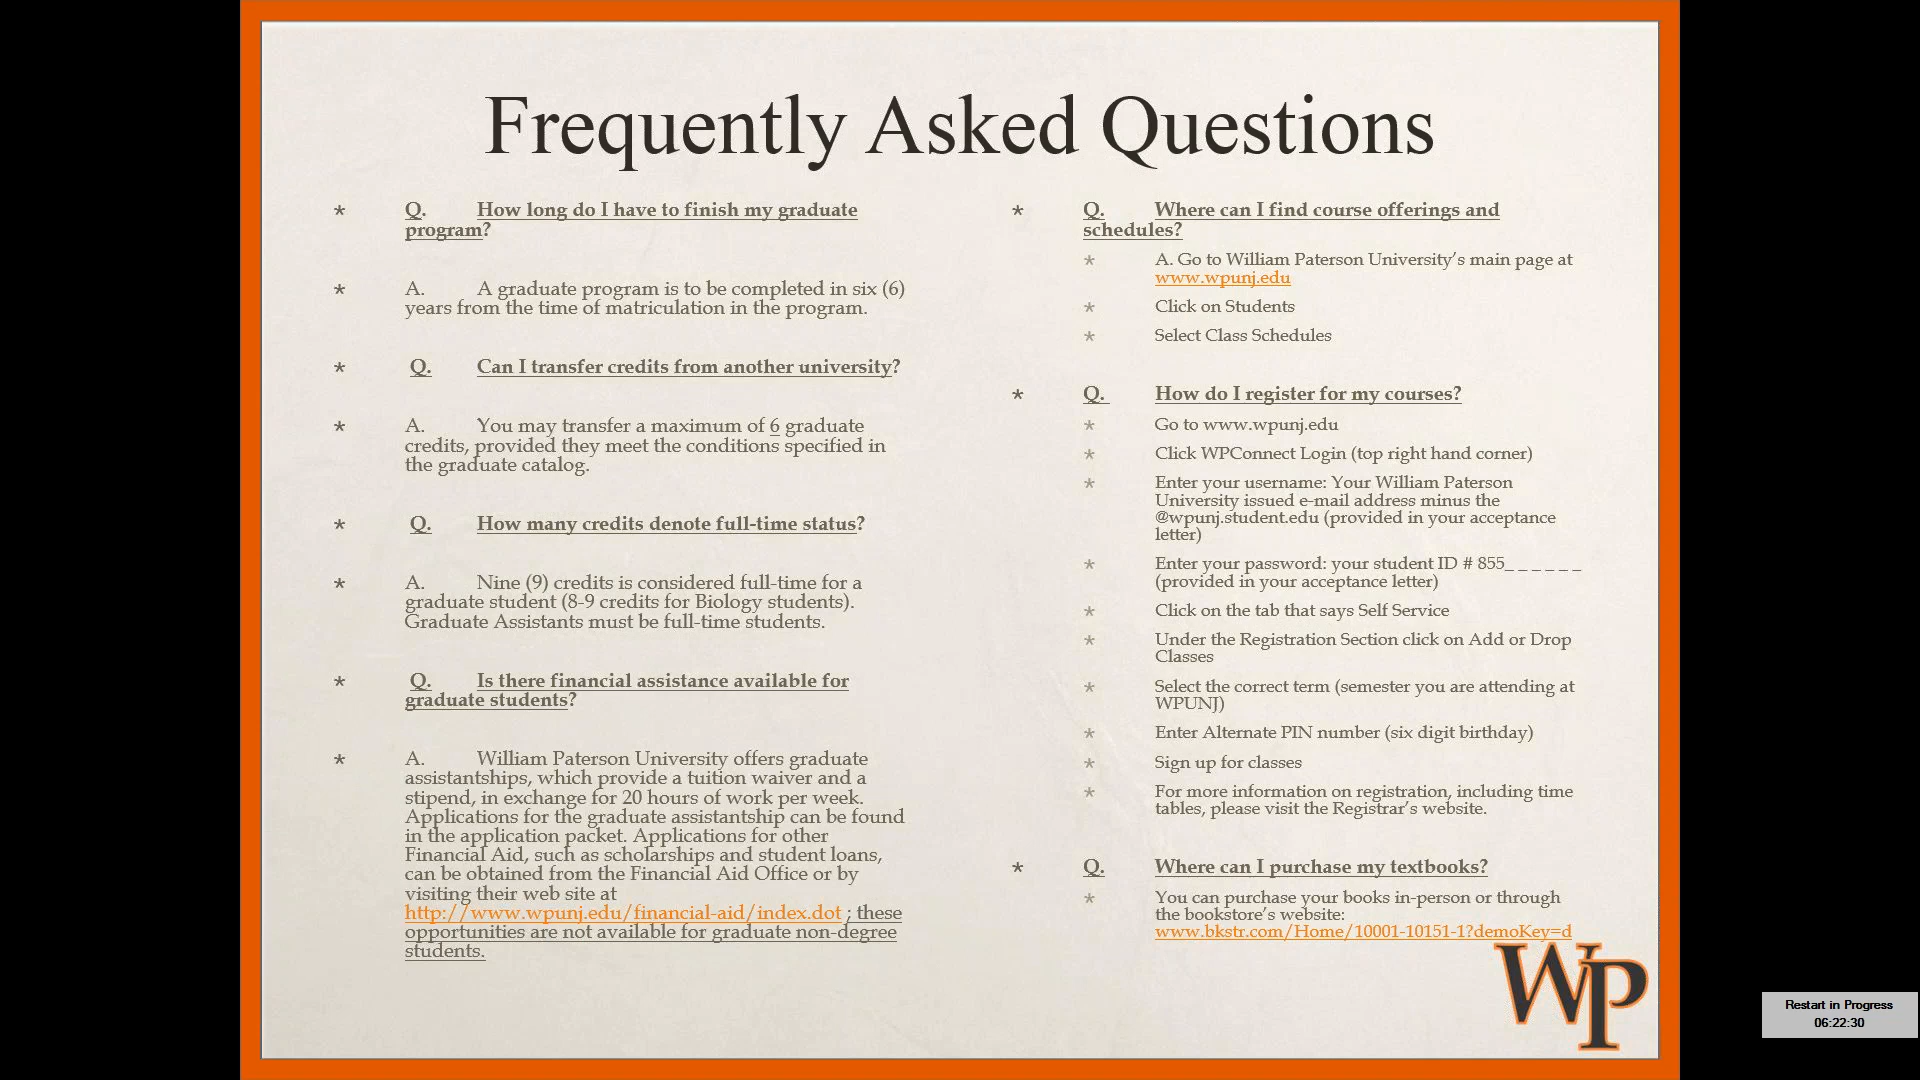 Frequently Asked Questions
* Q. How long do I have to finish my graduate
program?
* A. A graduate program is to be completed in six (6)
years from the time of matriculation in the program.
* Q. Can I transfer credits from another university?
* A. You may transfer a maximum of 6 graduate
credits, provided they meet the conditions specified in
the graduate catalog.
* Q. How many credits denote full-time status?
* A. Nine (9) credits is considered full-time for a
graduate student (8-9 credits for Biology students).
Graduate Assistants must be full-time students.
* Q. Is there financial assistance available for
graduate students?
* A. William Paterson University offers graduate
assistantships, which provide a tuition waiver and a
stipend, in exchange for 20 hours of work per week.
Applications for the graduate assistantship can be found
in the application packet. Applications for other
Financial Aid, such as scholarships and student loans,
can be obtained from the Financial Aid Office or by
visiting their web site at
http://www.wpunj.edu/financial-aid/index.dot ; these
opportunities are not available for graduate non-degree
students.
* Q. Where can I find course offerings and
schedules?
* A. Go to William Paterson University's main page at
www.wpunj.edu
* Click on Students
* Select Class Schedules
* Q. How do I register for my courses?
* Go to www.wpunj.edu
* Click WPConnect Login (top right hand corner)
* Enter your username: Your William Paterson
University issued e-mail address minus the
@wpunj.student.edu (provided in your acceptance
letter)
* Enter your password: your student ID # 855_ _ _ _ _ _
(provided in your acceptance letter)
* Click on the tab that says Self Service
* Under the Registration Section click on Add or Drop
Classes
* Select the correct term (semester you are attending at
WPUNJ)
* Enter Alternate PIN number (six digit birthday)
* Sign up for classes
* For more information on registration, including time
tables, please visit the Registrar's website.
* Q. Where can I purchase my textbooks?
* You can purchase your books in-person or through
the bookstore's website:
www.bkstr.com/Home/10001-10151-1?demoKey=d
WP
Restart in Progress
06:22:30